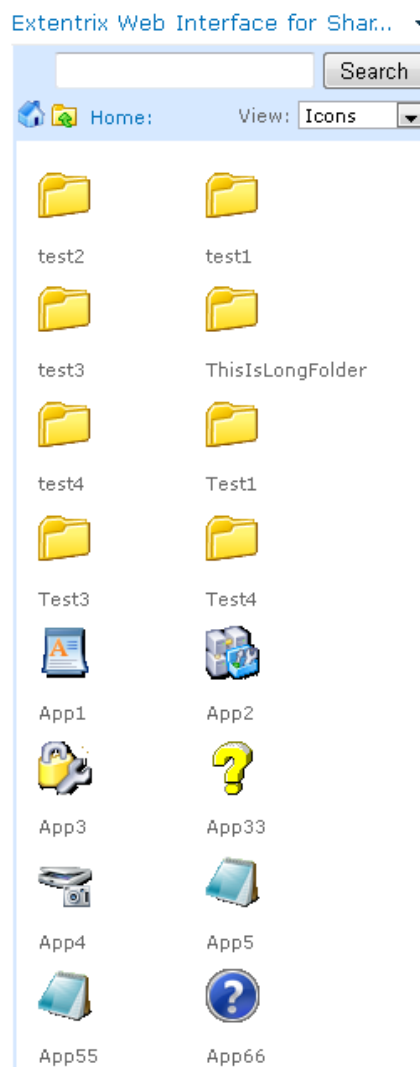 Extentrix Web Interface for Shar...
Search
Home: View: Icons
test2 test1
test3 ThisIsLongFolder
test4 Test1
Test3 Test4
App1 App2
App3 App33
App4 App5
App55 App66